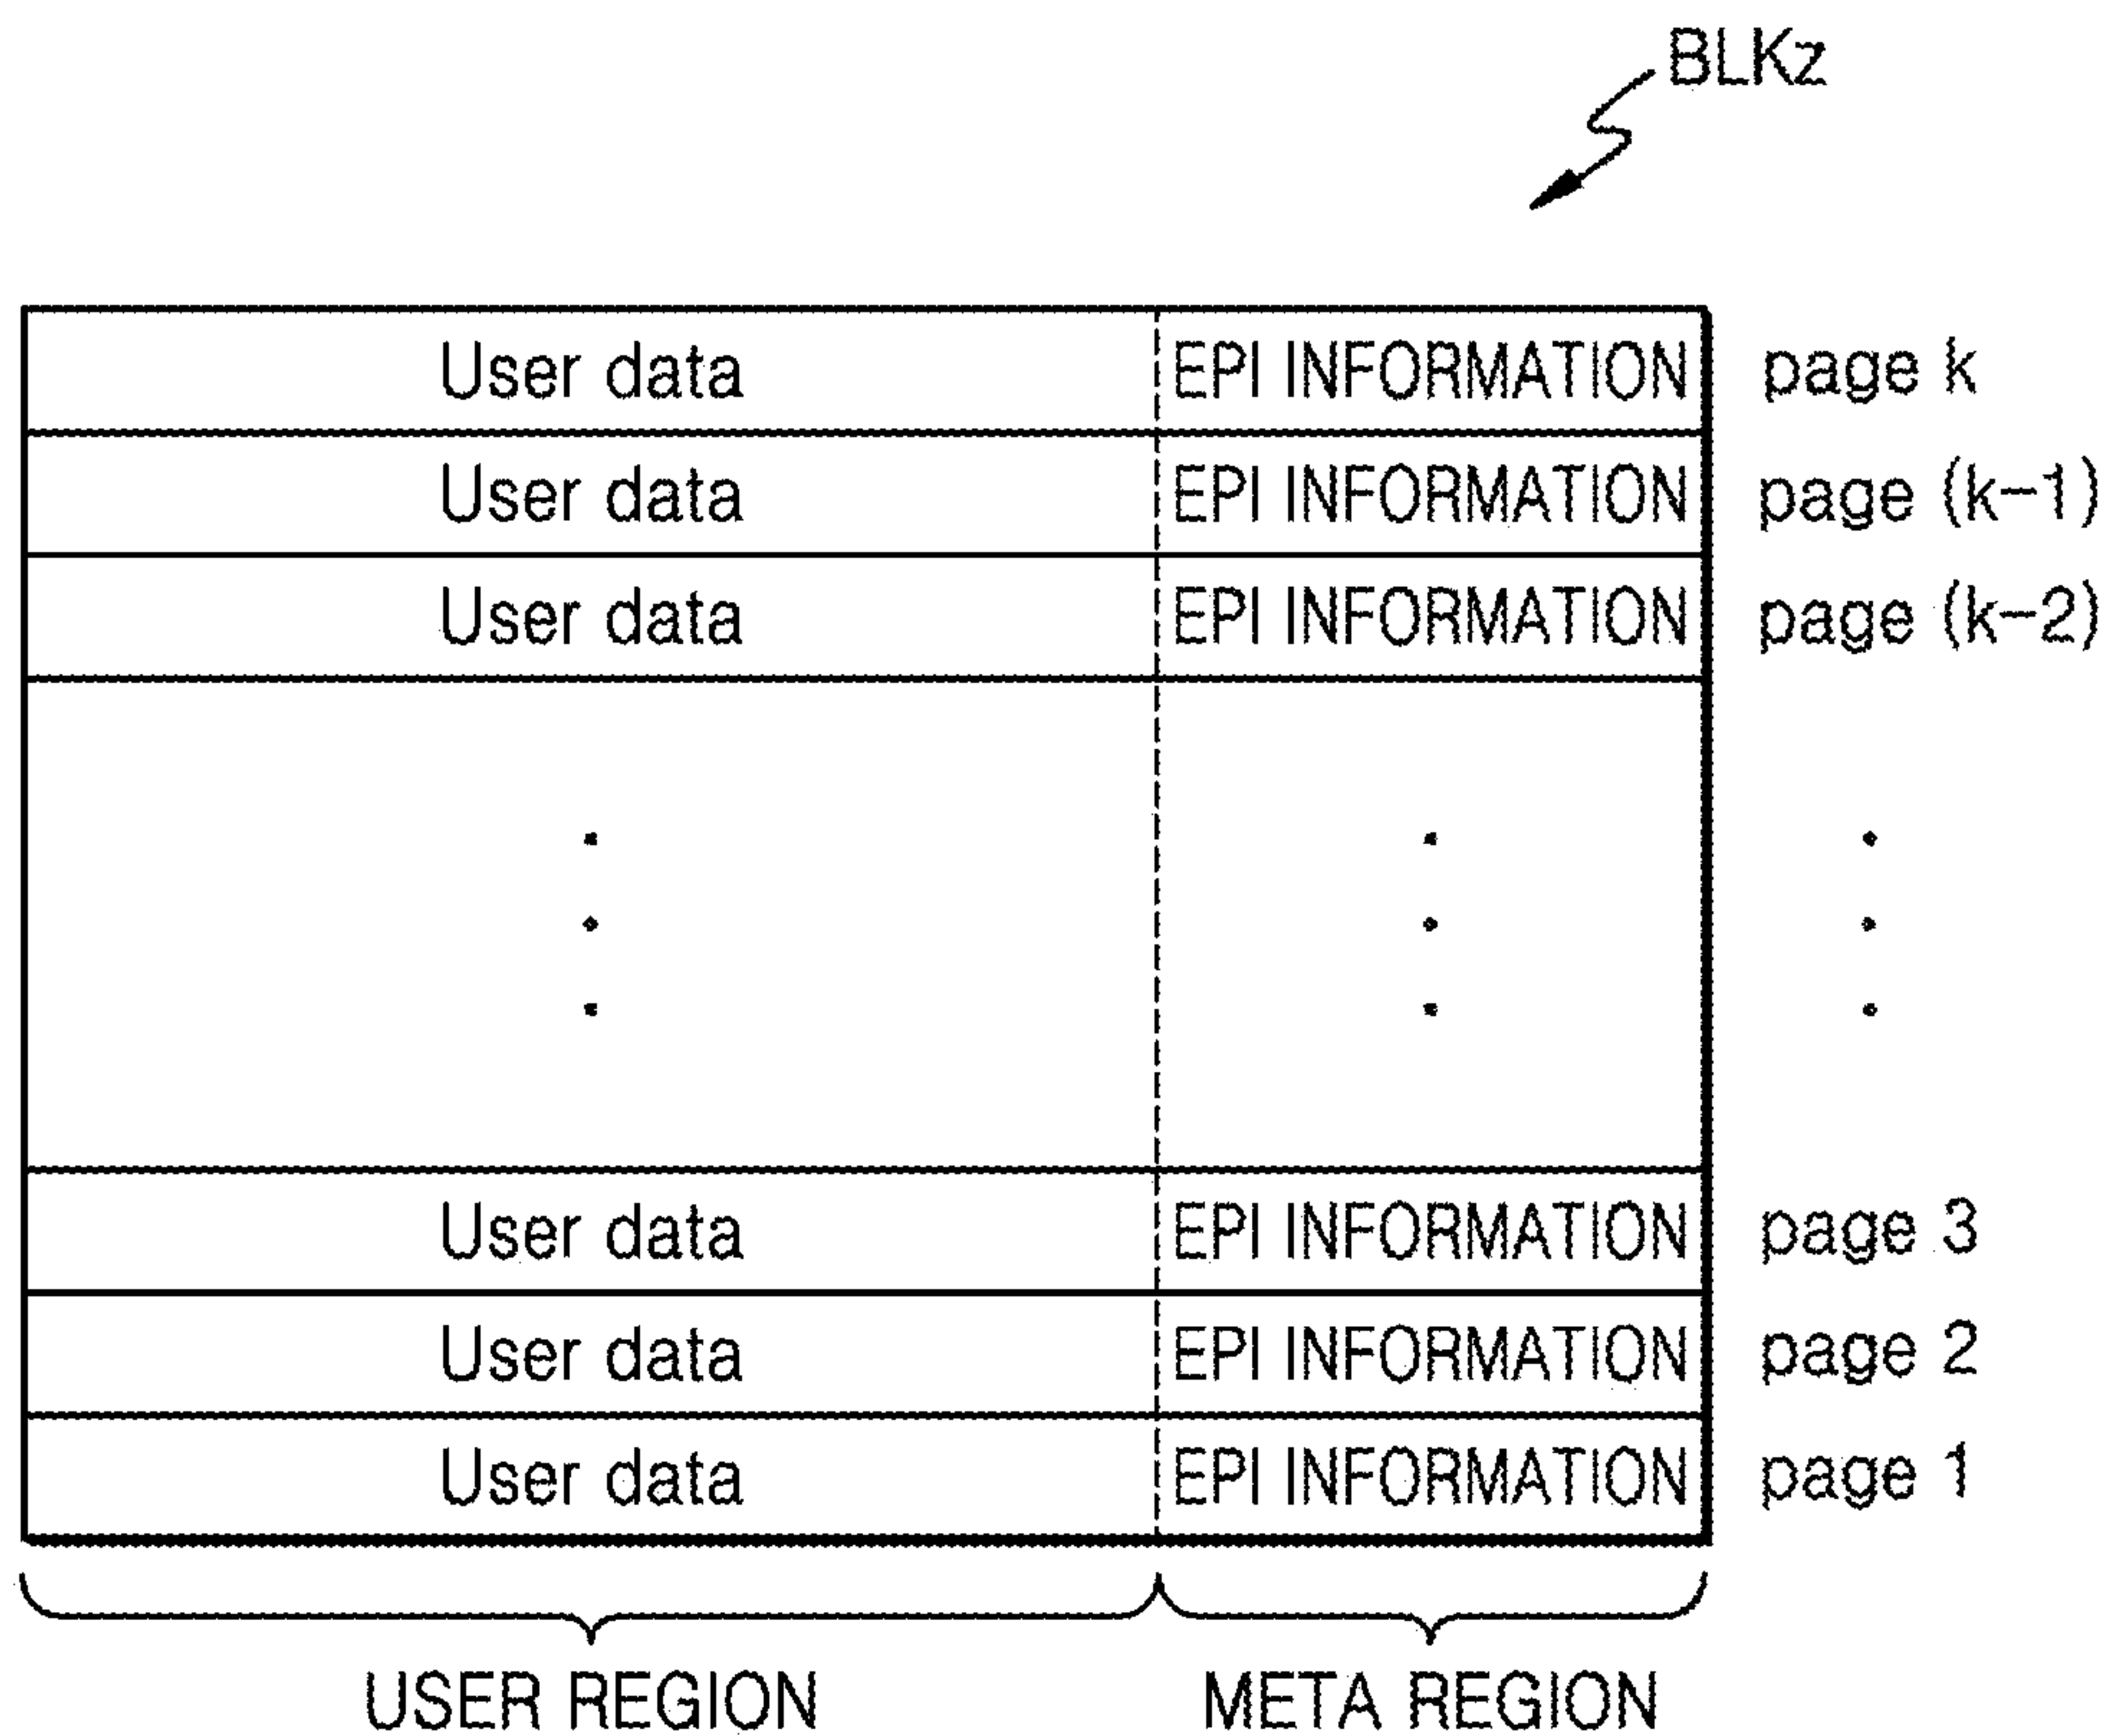 BLKz
User data EPI INFORMATION page k
User data EPI INFORMATION page (k-1)
User data EPI INFORMATION page (k-2)
User data EPI INFORMATION page 3
User data EPI INFORMATION page 2
User data EPI INFORMATION page 1
USER REGION META REGION